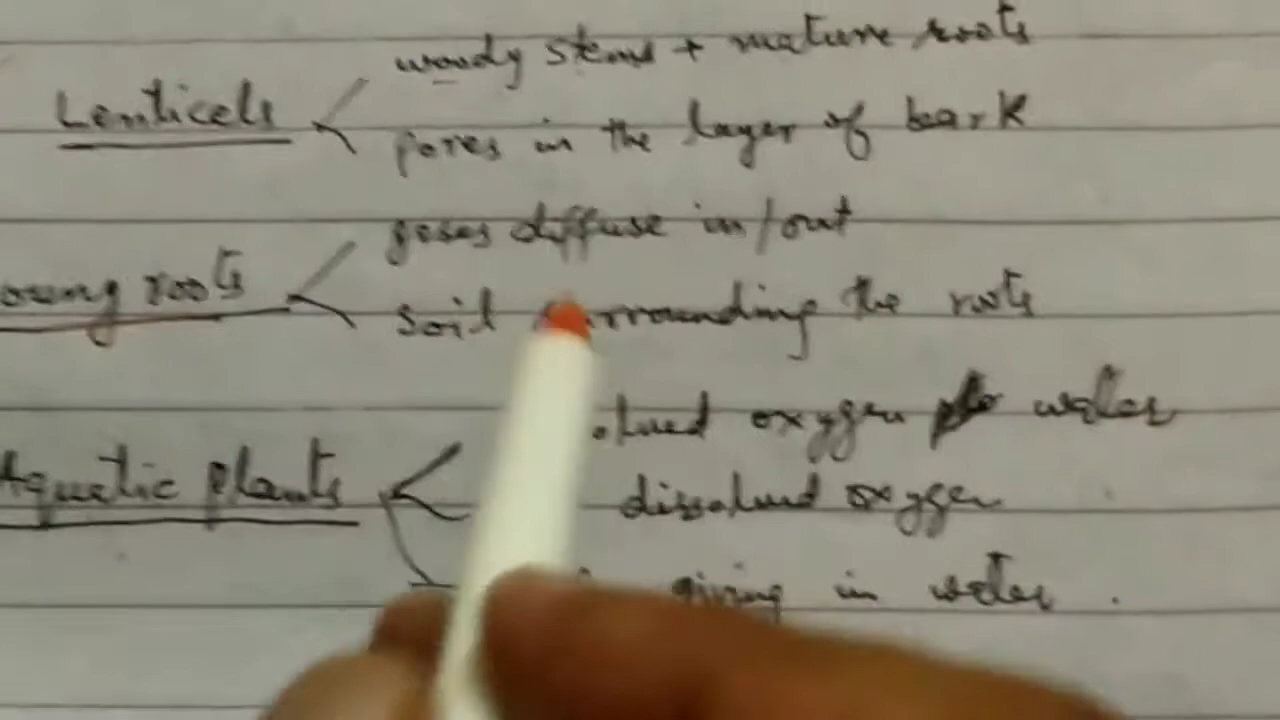 woody stems + mature roots
Lenticels
pores in the layer of bark
gases diffuse in/out
roots
soil surrounding the roots
oxygen water
Aquatic plants
dissolved oxygen
giving in water.